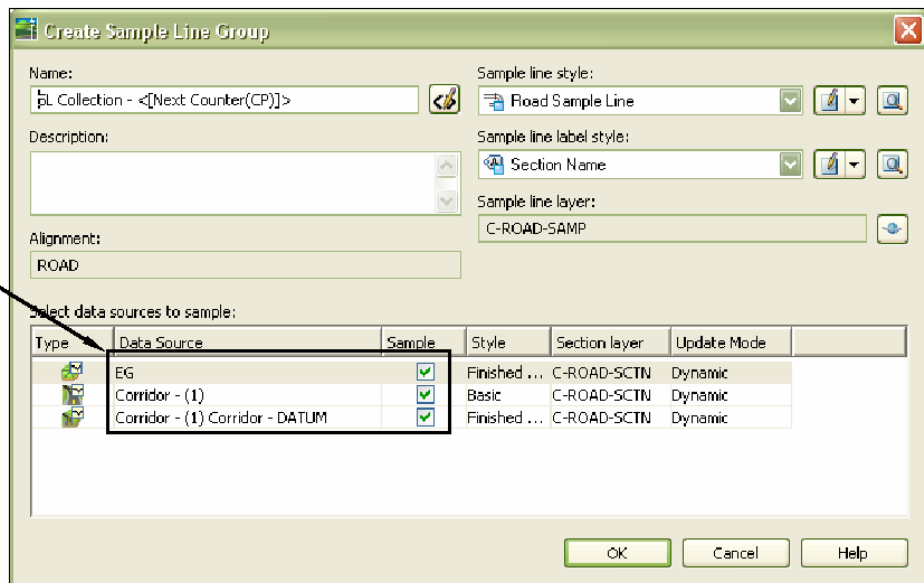 Create Sample Line Group
Name:
SL Collection - <[Next Counter(CP)]>
Description:
Alignment:
ROAD
Sample line style:
Road Sample Line
Sample line label style:
Section Name
Sample line layer:
C-ROAD-SAMP
Select data sources to sample:
Type Data Source Sample Style Section layer Update Mode
EG Finished ... C-ROAD-SCTN Dynamic
Corridor - (1) Basic C-ROAD-SCTN Dynamic
Corridor - (1) Corridor - DATUM Finished ... C-ROAD-SCTN Dynamic
OK Cancel Help